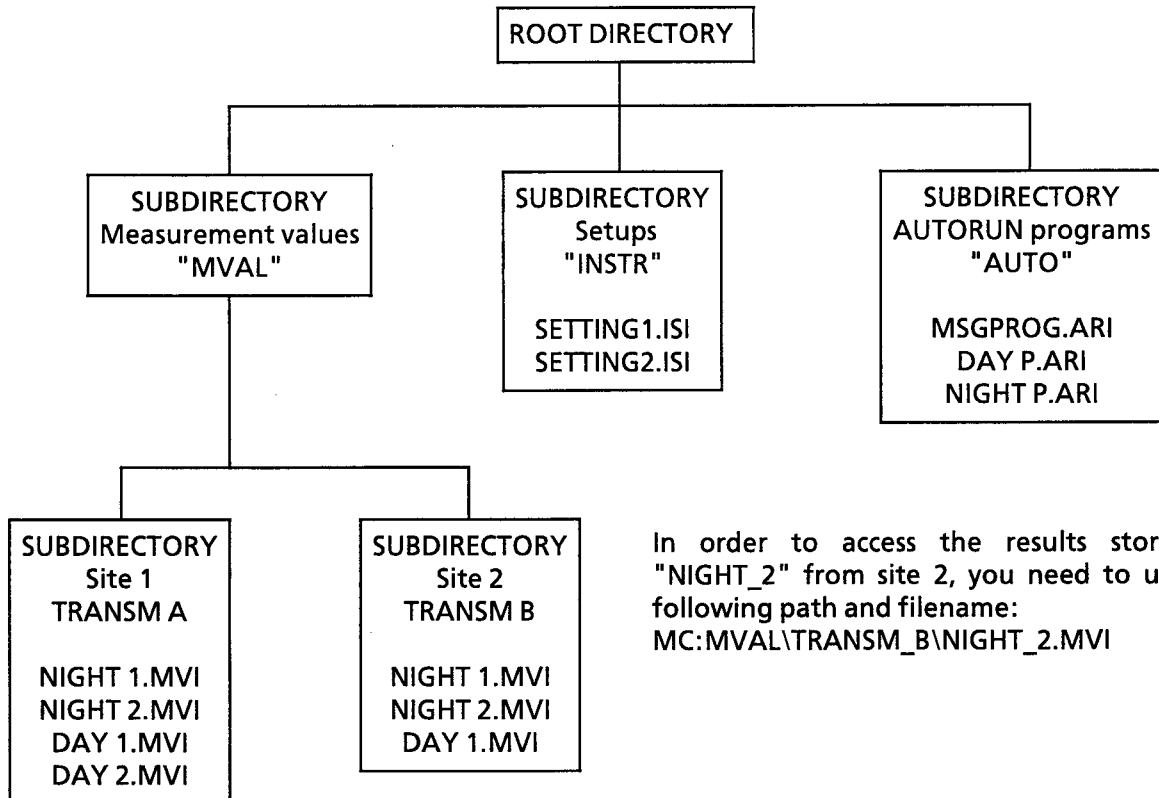 ROOT DIRECTORY
SUBDIRECTORY
Measurement values
"MVAL"
SUBDIRECTORY
Setups
"INSTR"
SETTING1.ISI
SETTING2.ISI
SUBDIRECTORY
AUTORUN programs
"AUTO"
MSGPROG.ARI
DAY P.ARI
NIGHT P.ARI
SUBDIRECTORY
Site 1
TRANSM A
NIGHT 1.MVI
NIGHT 2.MVI
DAY 1.MVI
DAY 2.MVI
SUBDIRECTORY
Site 2
TRANSM B
NIGHT 1.MVI
NIGHT 2.MVI
DAY 1.MVI
In order to access the results stor
"NIGHT_2" from site 2, you need to u
following path and filename:
MC:MVAL\TRANSM_B\NIGHT_2.MVI